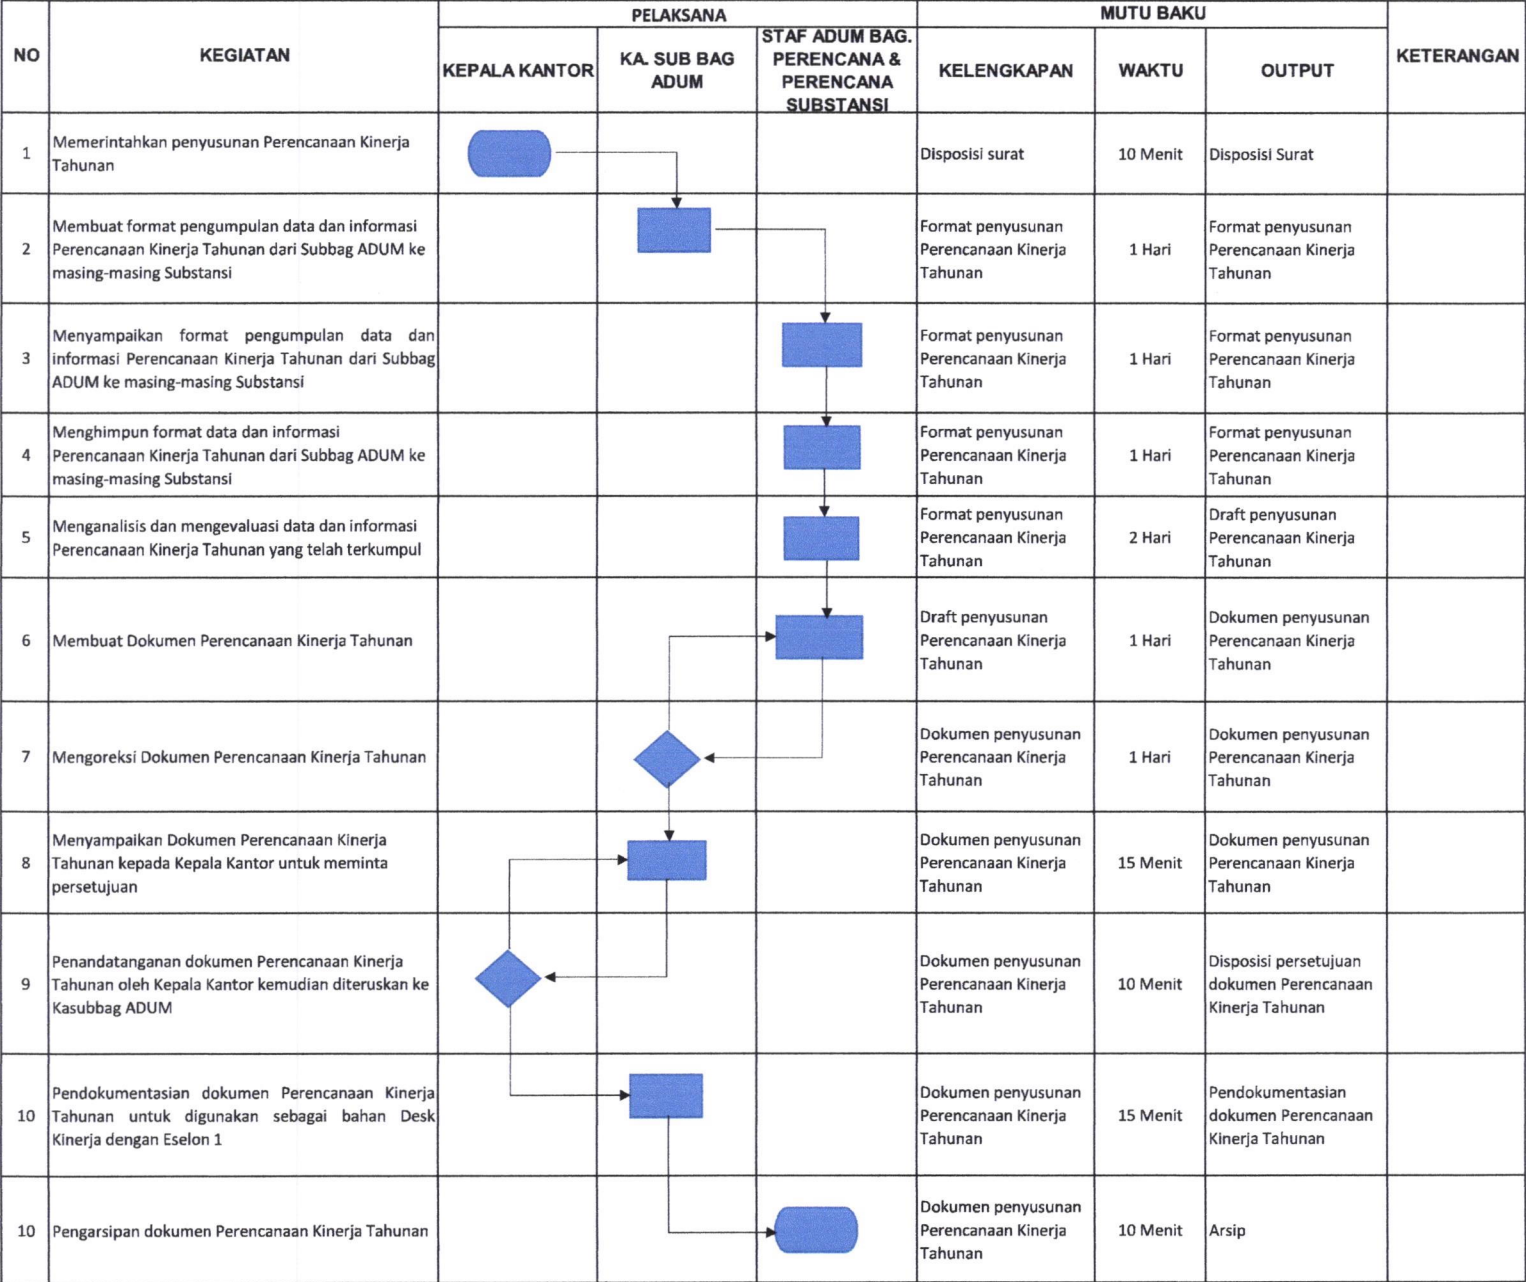 NO
KEGIATAN
PELAKSANA
MUTU BAKU
KETERANGAN
KEPALA KANTOR
KA. SUB BAG
ADUM
STAF ADUM BAG.
PERENCANA &
PERENCANA
SUBSTANSI
KELENGKAPAN
WAKTU
OUTPUT
1
Memerintahkan penyusunan Perencanaan Kinerja
Tahunan
Disposisi surat
10 Menit
Disposisi Surat
2
Membuat format pengumpulan data dan informasi
Perencanaan Kinerja Tahunan dari Subbag ADUM ke
masing-masing Substansi
Format penyusunan
Perencanaan Kinerja
Tahunan
1 Hari
Format penyusunan
Perencanaan Kinerja
Tahunan
3
Menyampaikan format pengumpulan data dan
informasi Perencanaan Kinerja Tahunan dari Subbag
ADUM ke masing-masing Substansi
Format penyusunan
Perencanaan Kinerja
Tahunan
1 Hari
Format penyusunan
Perencanaan Kinerja
Tahunan
4
Menghimpun format data dan informasi
Perencanaan Kinerja Tahunan dari Subbag ADUM ke
masing-masing Substansi
Format penyusunan
Perencanaan Kinerja
Tahunan
1 Hari
Format penyusunan
Perencanaan Kinerja
Tahunan
5
Menganalisis dan mengevaluasi data dan informasi
Perencanaan Kinerja Tahunan yang telah terkumpul
Format penyusunan
Perencanaan Kinerja
Tahunan
2 Hari
Draft penyusunan
Perencanaan Kinerja
Tahunan
6
Membuat Dokumen Perencanaan Kinerja Tahunan
Draft penyusunan
Perencanaan Kinerja
Tahunan
1 Hari
Dokumen penyusunan
Perencanaan Kinerja
Tahunan
7
Mengoreksi Dokumen Perencanaan Kinerja Tahunan
Dokumen penyusunan
Perencanaan Kinerja
Tahunan
1 Hari
Dokumen penyusunan
Perencanaan Kinerja
Tahunan
8
Menyampaikan Dokumen Perencanaan Kinerja
Tahunan kepada Kepala Kantor untuk meminta
persetujuan
Dokumen penyusunan
Perencanaan Kinerja
Tahunan
15 Menit
Dokumen penyusunan
Perencanaan Kinerja
Tahunan
9
Penandatanganan dokumen Perencanaan Kinerja
Tahunan oleh Kepala Kantor kemudian diteruskan ke
Kasubbag ADUM
Dokumen penyusunan
Perencanaan Kinerja
Tahunan
10 Menit
Disposisi persetujuan
dokumen Perencanaan
Kinerja Tahunan
10
Pendokumentasian dokumen Perencanaan Kinerja
Tahunan untuk digunakan sebagai bahan Desk
Kinerja dengan Eselon 1
Dokumen penyusunan
Perencanaan Kinerja
Tahunan
15 Menit
Pendokumentasian
dokumen Perencanaan
Kinerja Tahunan
10
Pengarsipan dokumen Perencanaan Kinerja Tahunan
Dokumen penyusunan
Perencanaan Kinerja
Tahunan
10 Menit
Arsip